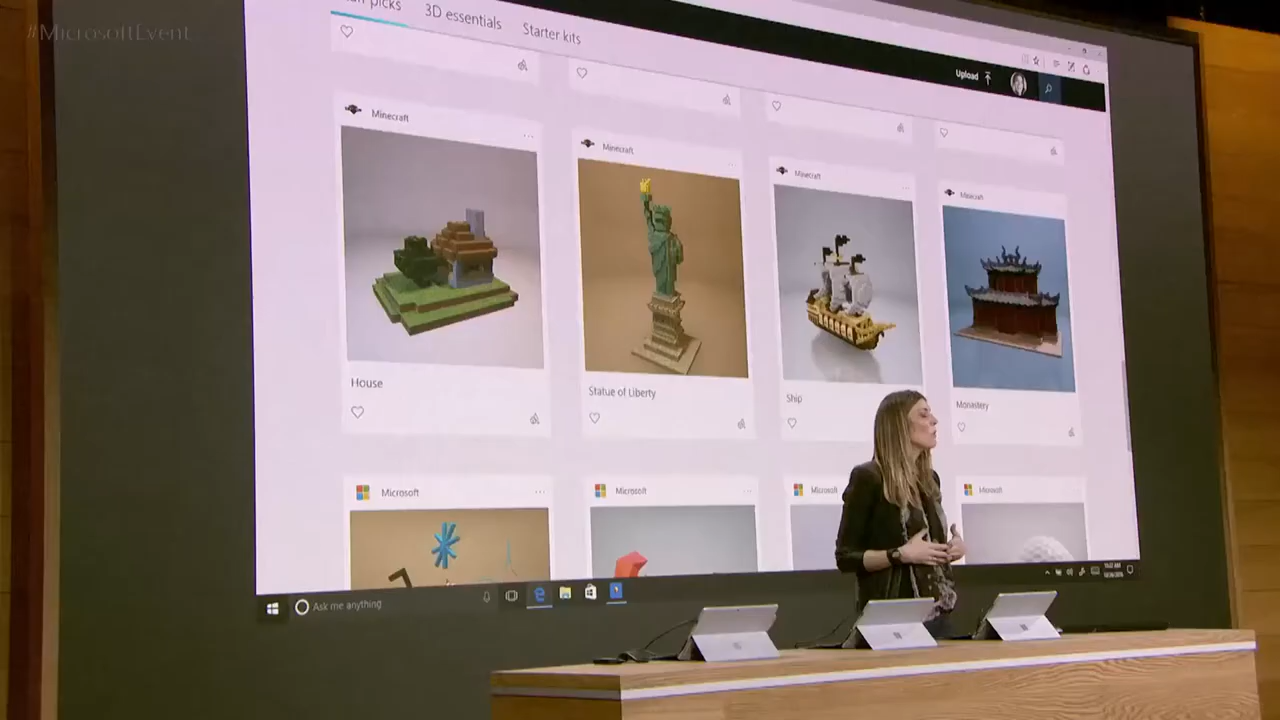 #MicrosoftEvent
picks
3D essentials
Starter kits
Upload
Minecraft
Minecraft
Minecraft
Minecraft
House
Statue of Liberty
Ship
Monastery
Microsoft
Microsoft
Microsoft
Microsoft
Ask me anything